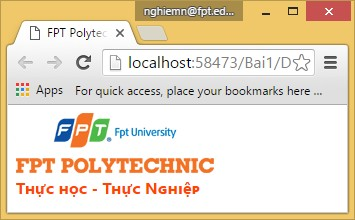 nghiemn@fpt.ed...
FPT Polytec
localhost:58473/Bai1/D
Apps For quick access, place your bookmarks here ...
FPT Fpt University
FPT POLYTECHNIC
Thực học - Thực Nghiệp